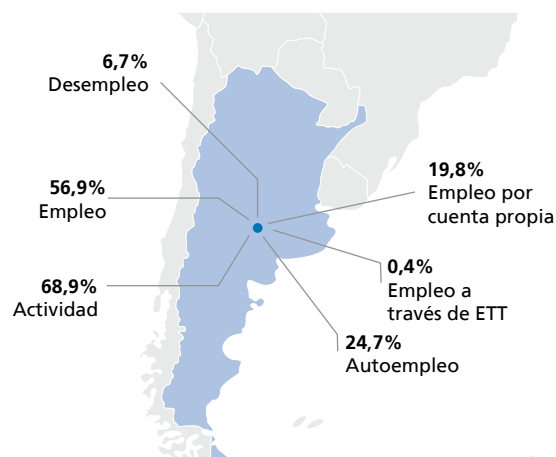 6,7%
Desempleo
56,9%
Empleo
68,9%
Actividad
19,8%
Empleo por
cuenta propia
0,4%
Empleo a
través de ETT
24,7%
Autoempleo